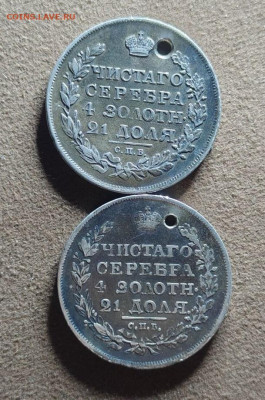 COINS.LAVE.RU
ЧИСТАГО
СЕРЕБРА
4 ЗОЛОТН.
21 ДОЛЯ.
С.П.Б.
ЧИСТАГО
СЕРЕБРА
4 ЗОЛОТН.
21 ДОЛЯ.
С.П.Б.